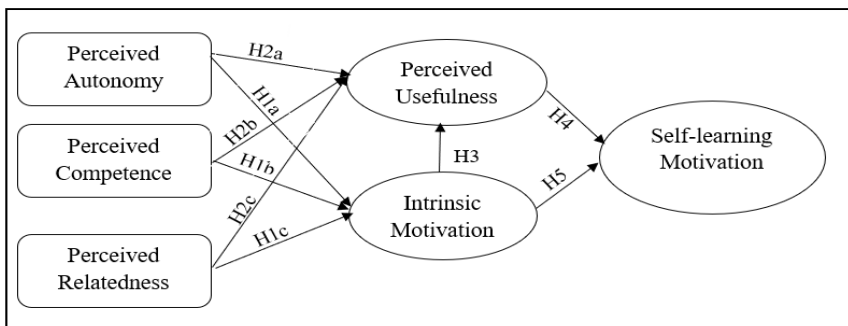 Perceived
Autonomy
Perceived
Competence
Perceived
Relatedness
H2a
H1a
H2b
H1b
H2c
H1c
Perceived
Usefulness
H3
Intrinsic
Motivation
H4
H5
Self-learning
Motivation